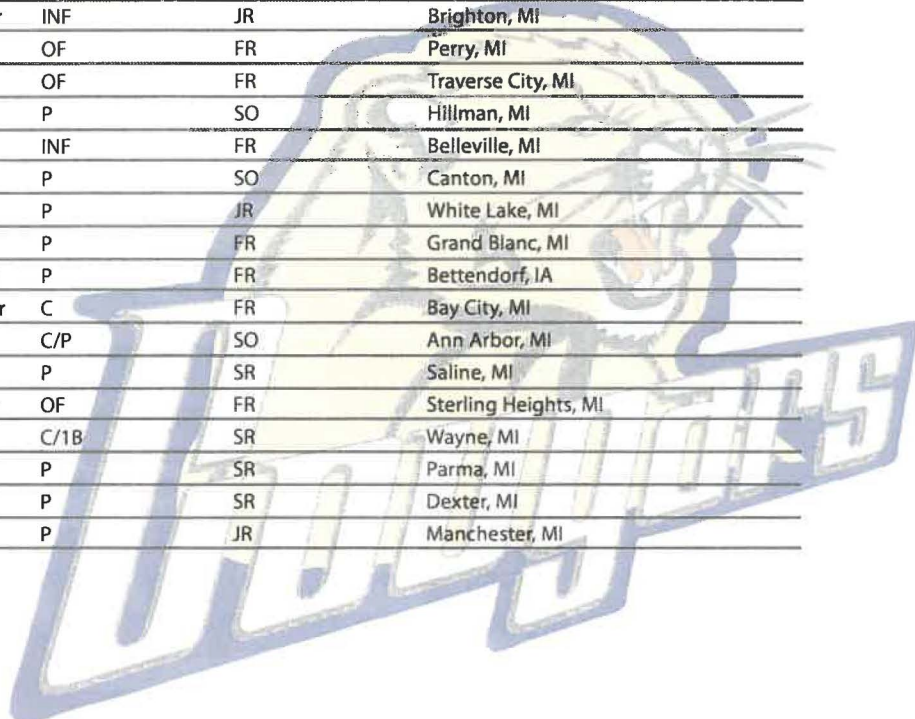 r INF JR Brighton, MI
OF FR Perry, MI
OF FR Traverse City, MI
P SO Hillman, MI
INF FR Belleville, MI
P SO Canton, MI
P JR White Lake, MI
P FR Grand Blanc, MI
P FR Bettendorf, IA
r C FR Bay City, MI
C/P SO Ann Arbor, MI
P SR Saline, MI
OF FR Sterling Heights, MI
C/1B SR Wayne, MI
P SR Parma, MI
P SR Dexter, MI
P JR Manchester, MI
Cougars